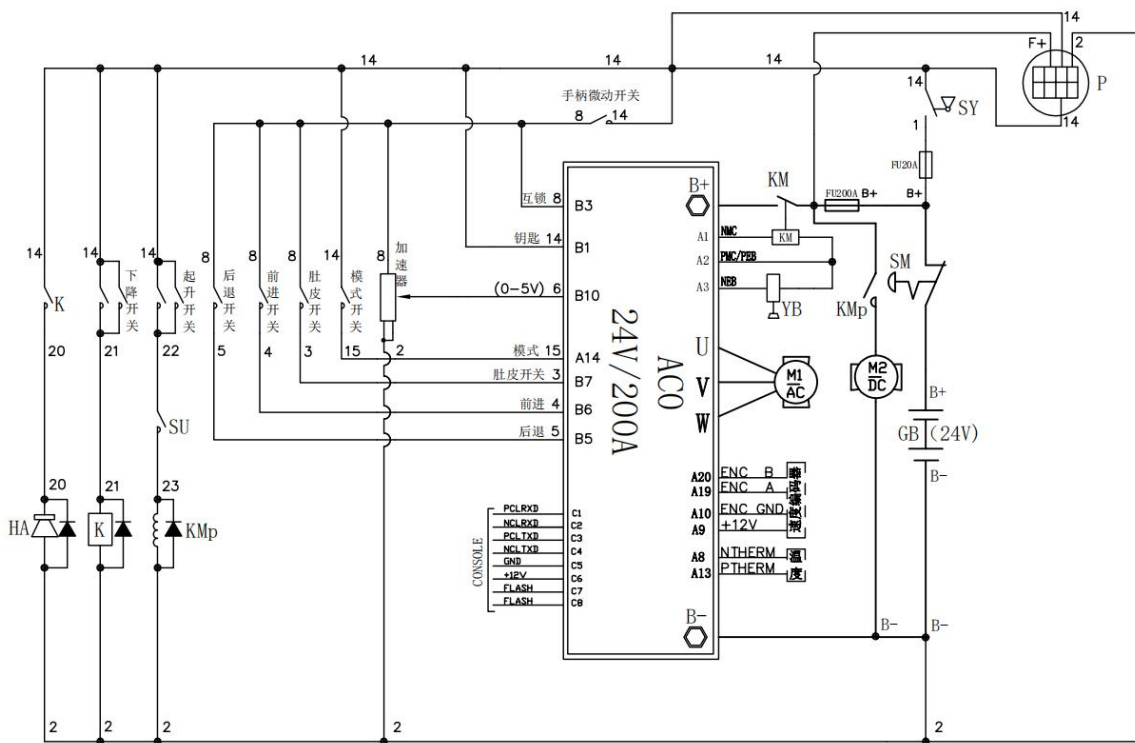 14
F+
2
P
14
14
14
14
14
14
14
SY
手柄微动开关
8
14
1
FU20A
B+
KM
FU200A
B+
B+
互锁 8
B3
A1
NMC
KM
钥匙 14
B1
A2
PMC/PEB
A3
NEB
YB
SM
KMp
14
14
14
8
8
8
14
8
K
下降开关
起升开关
后退开关
前进开关
肚皮开关
模式开关
加速器
(0-5V) 6
B10
20
21
22
5
4
3
15
2
模式 15
A14
肚皮开关 3
B7
前进 4
B6
后退 5
B5
24V/200A
AC0
U
V
W
M1
AC
M2
DC
B+
GB (24V)
B-
SU
20
21
23
HA
K
KMp
A20
ENC B
A19
ENC A
A10
ENC GND
A9
+12V
速度编码器
A8
NTHERM
A13
PTHERM
温度
CONSOLE
PCLRXD
C1
NCLRXD
C2
PCLTXD
C3
NCLTXD
C4
GND
C5
+12V
C6
FLASH
C7
FLASH
C8
B-
B-
B-
2
2
2
2
2